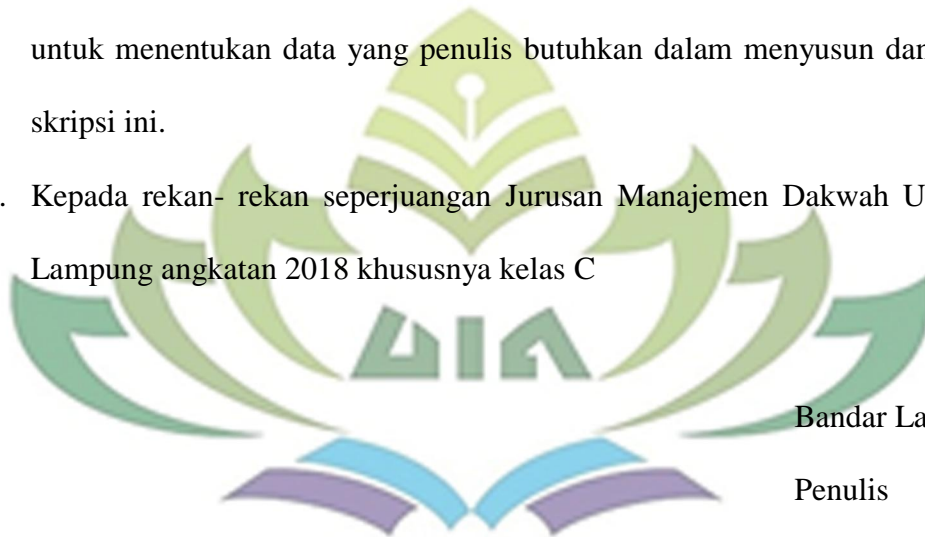 untuk menentukan data yang penulis butuhkan dalam menyusun dan
skripsi ini.
. Kepada rekan- rekan seperjuangan Jurusan Manajemen Dakwah U
Lampung angkatan 2018 khususnya kelas C
UIN
Bandar La
Penulis